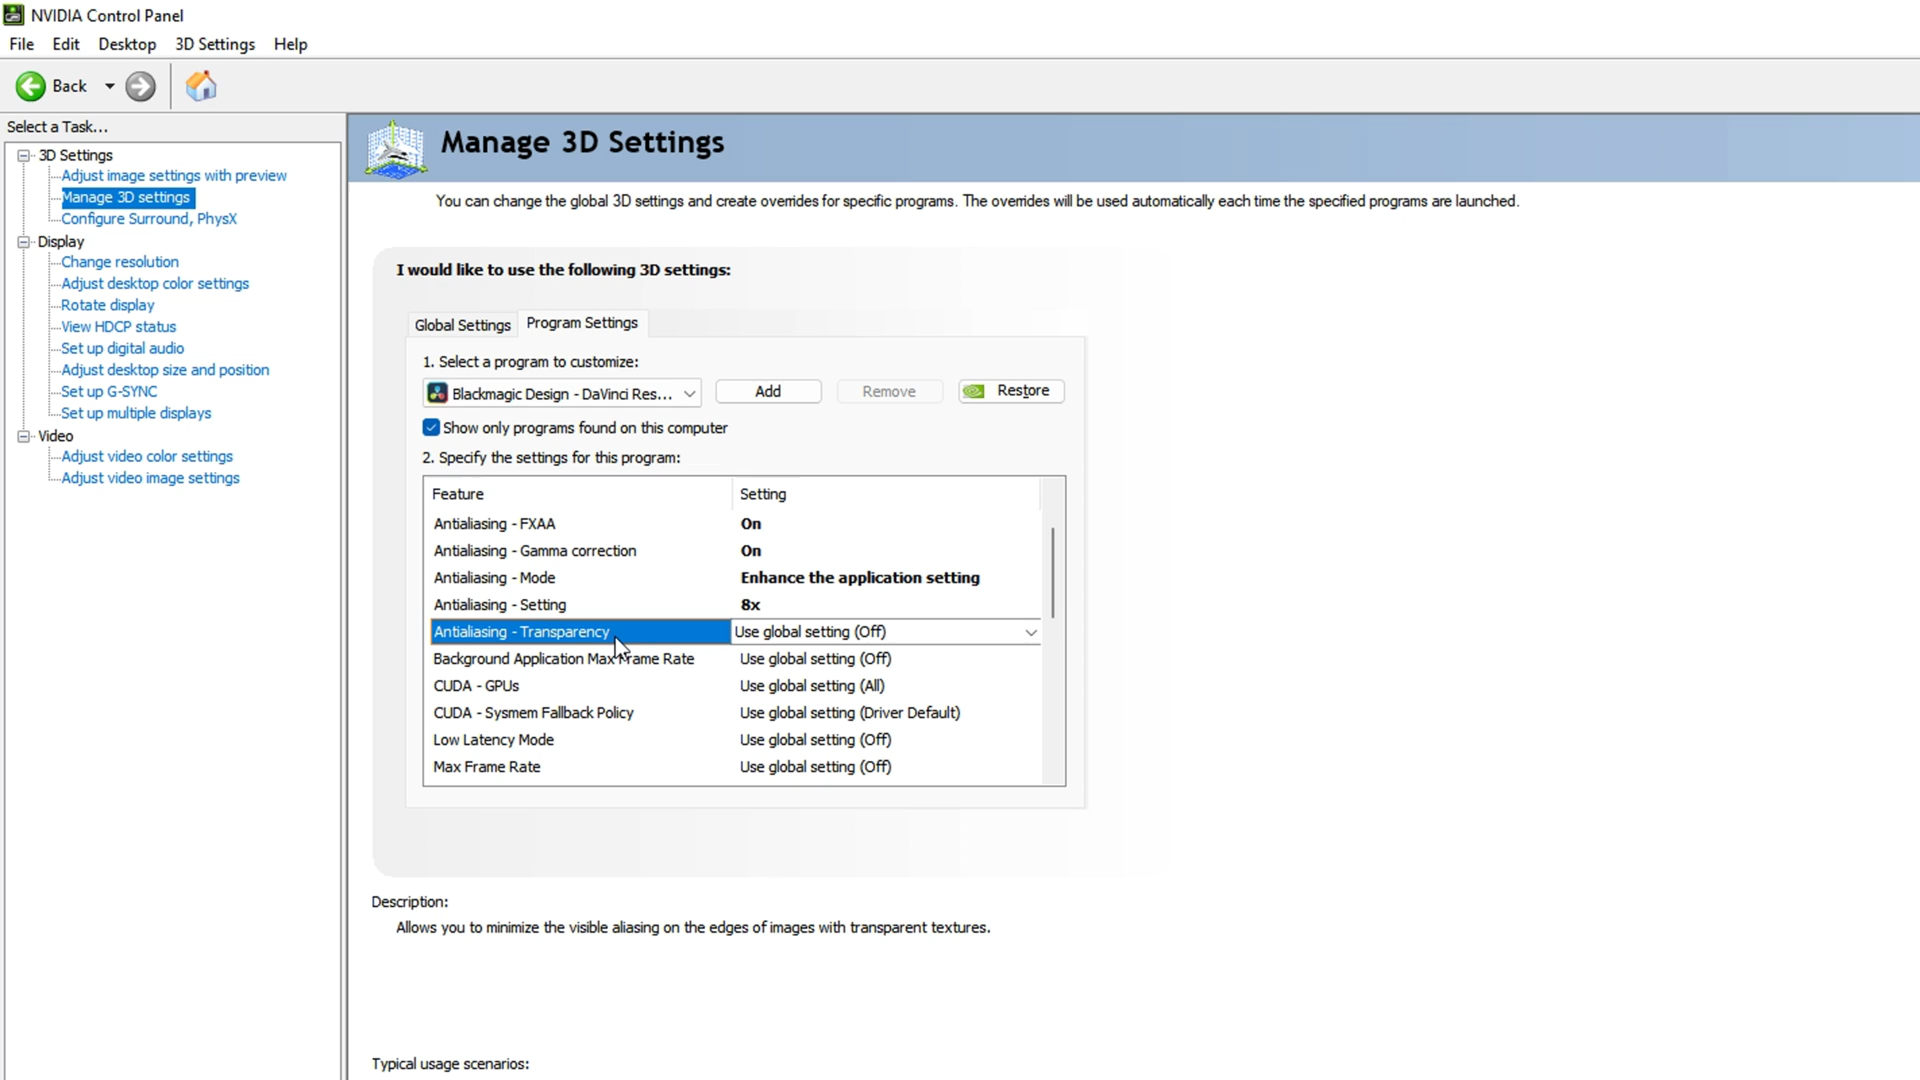 NVIDIA Control Panel
File Edit Desktop 3D Settings Help
Back
Select a Task...
3D Settings
Adjust image settings with preview
Manage 3D settings
Configure Surround, PhysX
Display
Change resolution
Adjust desktop color settings
Rotate display
View HDCP status
Set up digital audio
Adjust desktop size and position
Set up G-SYNC
Set up multiple displays
Video
Adjust video color settings
Adjust video image settings
Manage 3D Settings
You can change the global 3D settings and create overrides for specific programs. The overrides will be used automatically each time the specified programs are launched.
I would like to use the following 3D settings:
Global Settings Program Settings
1. Select a program to customize:
Blackmagic Design - DaVinci Res... Add Remove Restore
Show only programs found on this computer
2. Specify the settings for this program:
Feature Setting
Antialiasing - FXAA On
Antialiasing - Gamma correction On
Antialiasing - Mode Enhance the application setting
Antialiasing - Setting 8x
Antialiasing - Transparency Use global setting (Off)
Background Application Max Frame Rate Use global setting (Off)
CUDA - GPUs Use global setting (All)
CUDA - Sysmem Fallback Policy Use global setting (Driver Default)
Low Latency Mode Use global setting (Off)
Max Frame Rate Use global setting (Off)
Description:
Allows you to minimize the visible aliasing on the edges of images with transparent textures.
Typical usage scenarios: